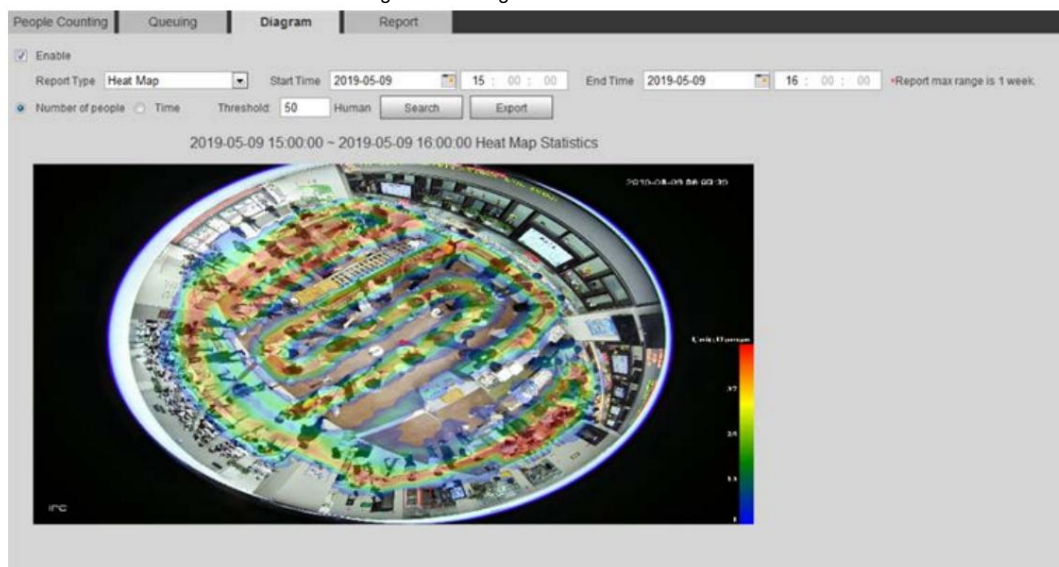 People Counting Queuing Diagram Report
Enable
Report Type Heat Map Start Time 2019-05-09 15 : 00 : 00 End Time 2019-05-09 16 : 00 : 00 *Report max range is 1 week.
Number of people Time Threshold 50 Human Search Export
2019-05-09 15:00:00 ~ 2019-05-09 16:00:00 Heat Map Statistics
Unit:Human
IPC